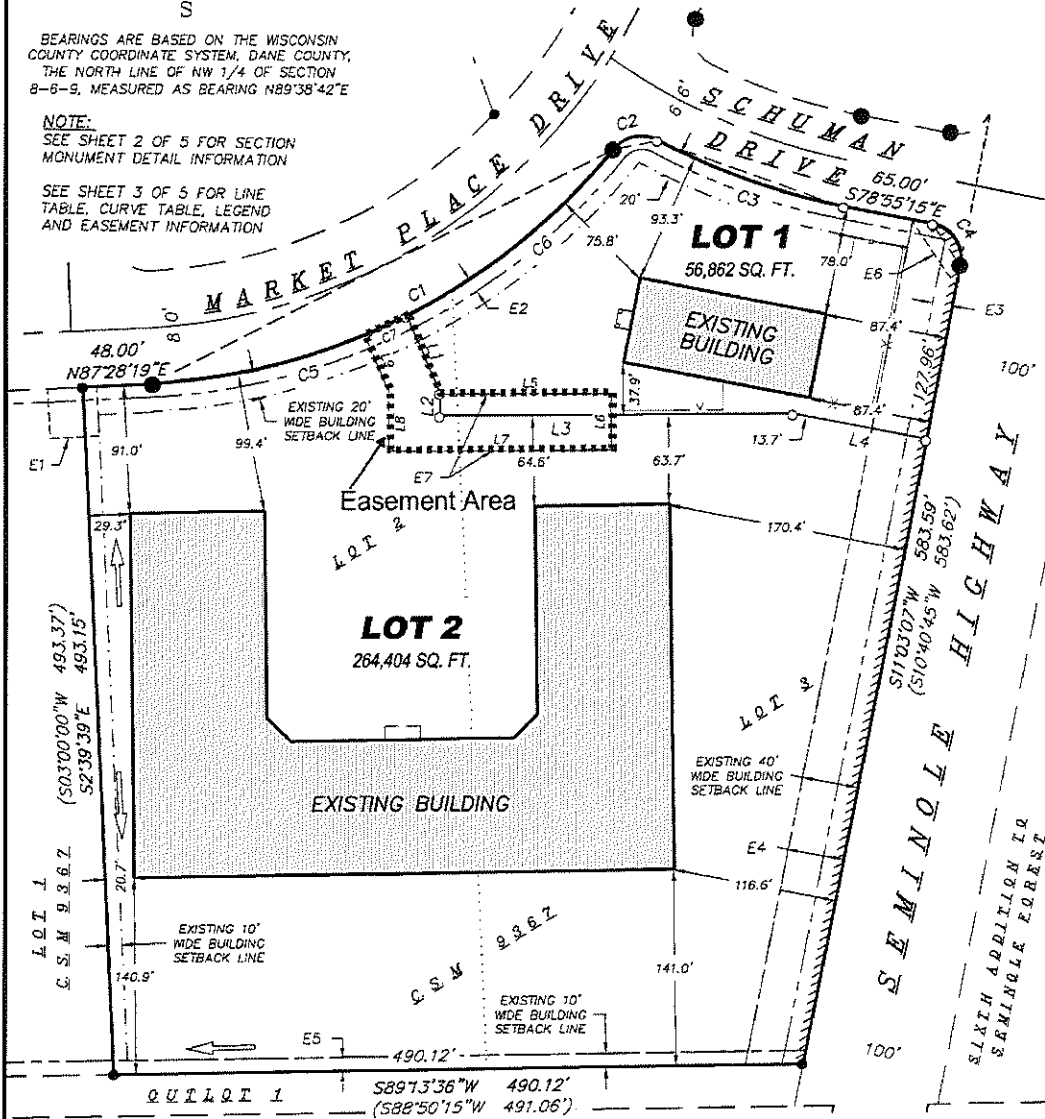 S
BEARINGS ARE BASED ON THE WISCONSIN
COUNTY COORDINATE SYSTEM, DANE COUNTY,
THE NORTH LINE OF NW 1/4 OF SECTION
8-6-9, MEASURED AS BEARING N89°38'42"E
NOTE:
SEE SHEET 2 OF 5 FOR SECTION
MONUMENT DETAIL INFORMATION
SEE SHEET 3 OF 5 FOR LINE
TABLE, CURVE TABLE, LEGEND
AND EASEMENT INFORMATION
MARKET PLACE DRIVE
80'
SCHUMAN
DRIVE
66'
65.00'
S78°55'15"E
C2
C3
C4
20'
93.3'
75.8'
LOT 1
56,862 SQ. FT.
78.0'
E6
E3
EXISTING
BUILDING
87.4'
127.96'
100'
37.9'
87.4'
13.7'
L4
C1
C6
E2
C7
C5
48.00'
N87°28'19"E
EXISTING 20'
WIDE BUILDING
SETBACK LINE
L2
L5
L6
L8
L7
L3
64.6'
63.7'
E7
E1
91.0'
99.4'
Easement Area
29.3'
170.4'
LOT 2
LOT 2
264,404 SQ. FT.
583.59'
S11°03'07"W
(S10°40'45"W 583.62')
SEMINOLE HIGHWAY
(S03°00'00"W 493.37')
S2°39'39"E 493.15'
LOT 3
EXISTING 40'
WIDE BUILDING
SETBACK LINE
EXISTING BUILDING
E4
116.6'
20.7'
LOT 1
CSM 9367
EXISTING 10'
WIDE BUILDING
SETBACK LINE
140.9'
CSM 9367
141.0'
EXISTING 10'
WIDE BUILDING
SETBACK LINE
SIXTH ADDITION TO
SEMINOLE FOREST
100'
E5
490.12'
OUTLOT 1
S89°13'36"W 490.12'
(S88°50'15"W 491.06')